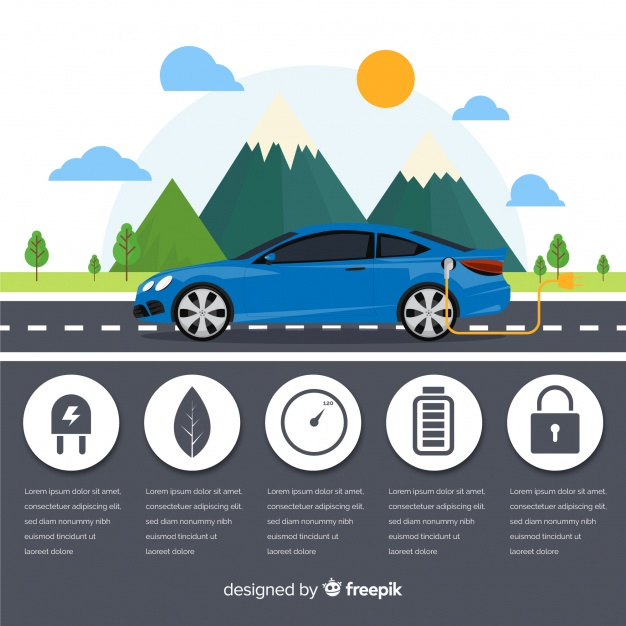 120
Lorem ipsum dolor sit amet,
consectetuer adipiscing elit,
sed diam nonummy nibh
euismod tincidunt ut
laoreet dolore
Lorem ipsum dolor sit amet,
consectetuer adipiscing elit,
sed diam nonummy nibh
euismod tincidunt ut
laoreet dolore
Lorem ipsum dolor sit amet,
consectetuer adipiscing elit,
sed diam nonummy nibh
euismod tincidunt ut
laoreet dolore
Lorem ipsum dolor sit amet,
consectetuer adipiscing elit,
sed diam nonummy nibh
euismod tincidunt ut
laoreet dolore
Lorem ipsum dolor sit amet,
consectetuer adipiscing elit,
sed diam nonummy nibh
euismod tincidunt ut
laoreet dolore
designed by freepik